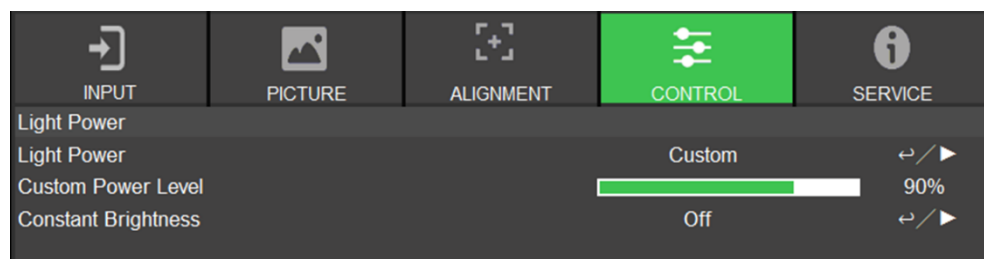 INPUT PICTURE ALIGNMENT CONTROL SERVICE
Light Power
Light Power Custom
Custom Power Level 90%
Constant Brightness Off